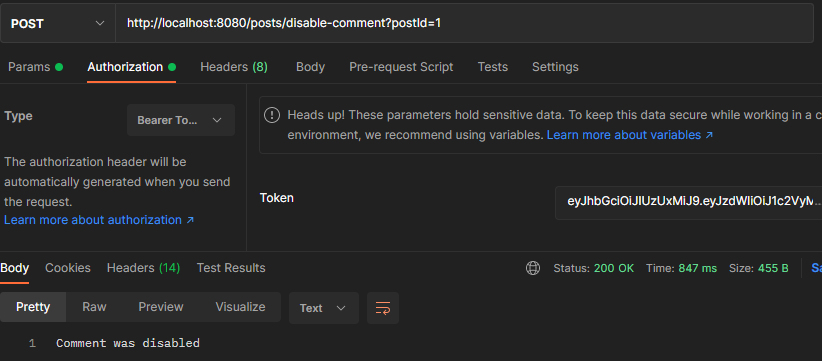 POST http://localhost:8080/posts/disable-comment?postId=1
Params Authorization Headers (8) Body Pre-request Script Tests Settings
Type
Bearer To...
The authorization header will be
automatically generated when you send
the request.
Learn more about authorization ↗
Heads up! These parameters hold sensitive data. To keep this data secure while working in a c
environment, we recommend using variables. Learn more about variables ↗
Token
eyJhbGciOiJIUzUxMiJ9.eyJzdWIiOiJ1c2VyM...
Body Cookies Headers (14) Test Results
Status: 200 OK Time: 847 ms Size: 455 B Sa
Pretty Raw Preview Visualize Text
1 Comment was disabled